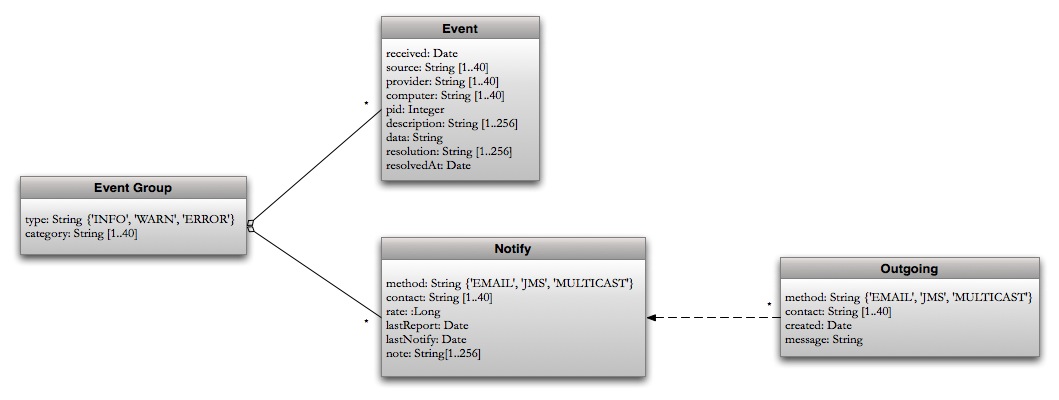 Event
received: Date
source: String [1..40]
provider: String [1..40]
computer: String [1..40]
pid: Integer
description: String [1..256]
data: String
resolution: String [1..256]
resolvedAt: Date
*
Event Group
type: String {'INFO', 'WARN', 'ERROR'}
category: String [1..40]
*
Notify
method: String {'EMAIL', 'JMS', 'MULTICAST'}
contact: String [1..40]
rate: :Long
lastReport: Date
lastNotify: Date
note: String[1..256]
*
Outgoing
method: String {'EMAIL', 'JMS', 'MULTICAST'}
contact: String [1..40]
created: Date
message: String